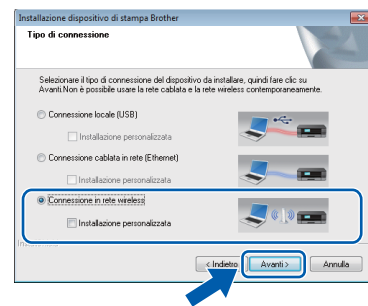 Installazione dispositivo di stampa Brother
Tipo di connessione
Selezionare il tipo di connessione del dispositivo da installare, quindi fare clic su
Avanti.Non è possibile usare la rete cablata e la rete wireless contemporaneamente.
Connessione locale (USB)
Installazione personalizzata
Connessione cablata in rete (Ethernet)
Installazione personalizzata
Connessione in rete wireless
Installazione personalizzata
< Indietro
Avanti >
Annulla